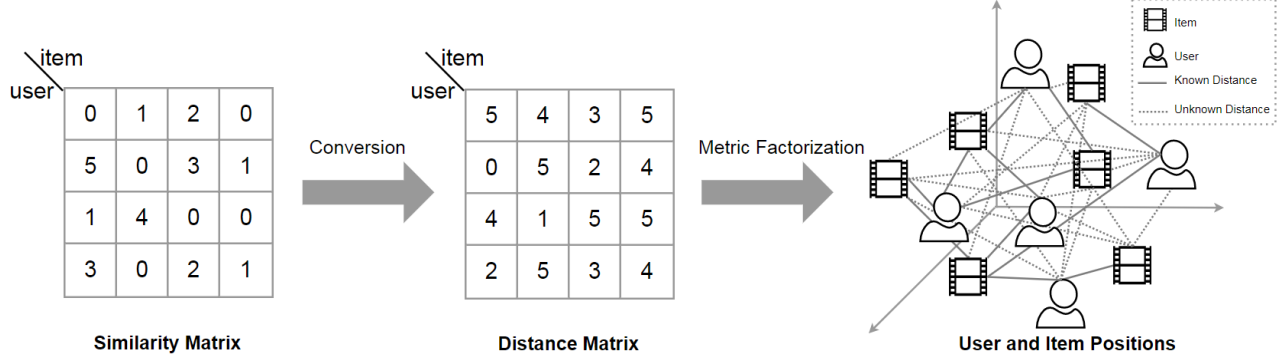 item
user
0 1 2 0
5 0 3 1
1 4 0 0
3 0 2 1
Similarity Matrix
Conversion
item
user
5 4 3 5
0 5 2 4
4 1 5 5
2 5 3 4
Distance Matrix
Metric Factorization
Item
User
Known Distance
Unknown Distance
User and Item Positions